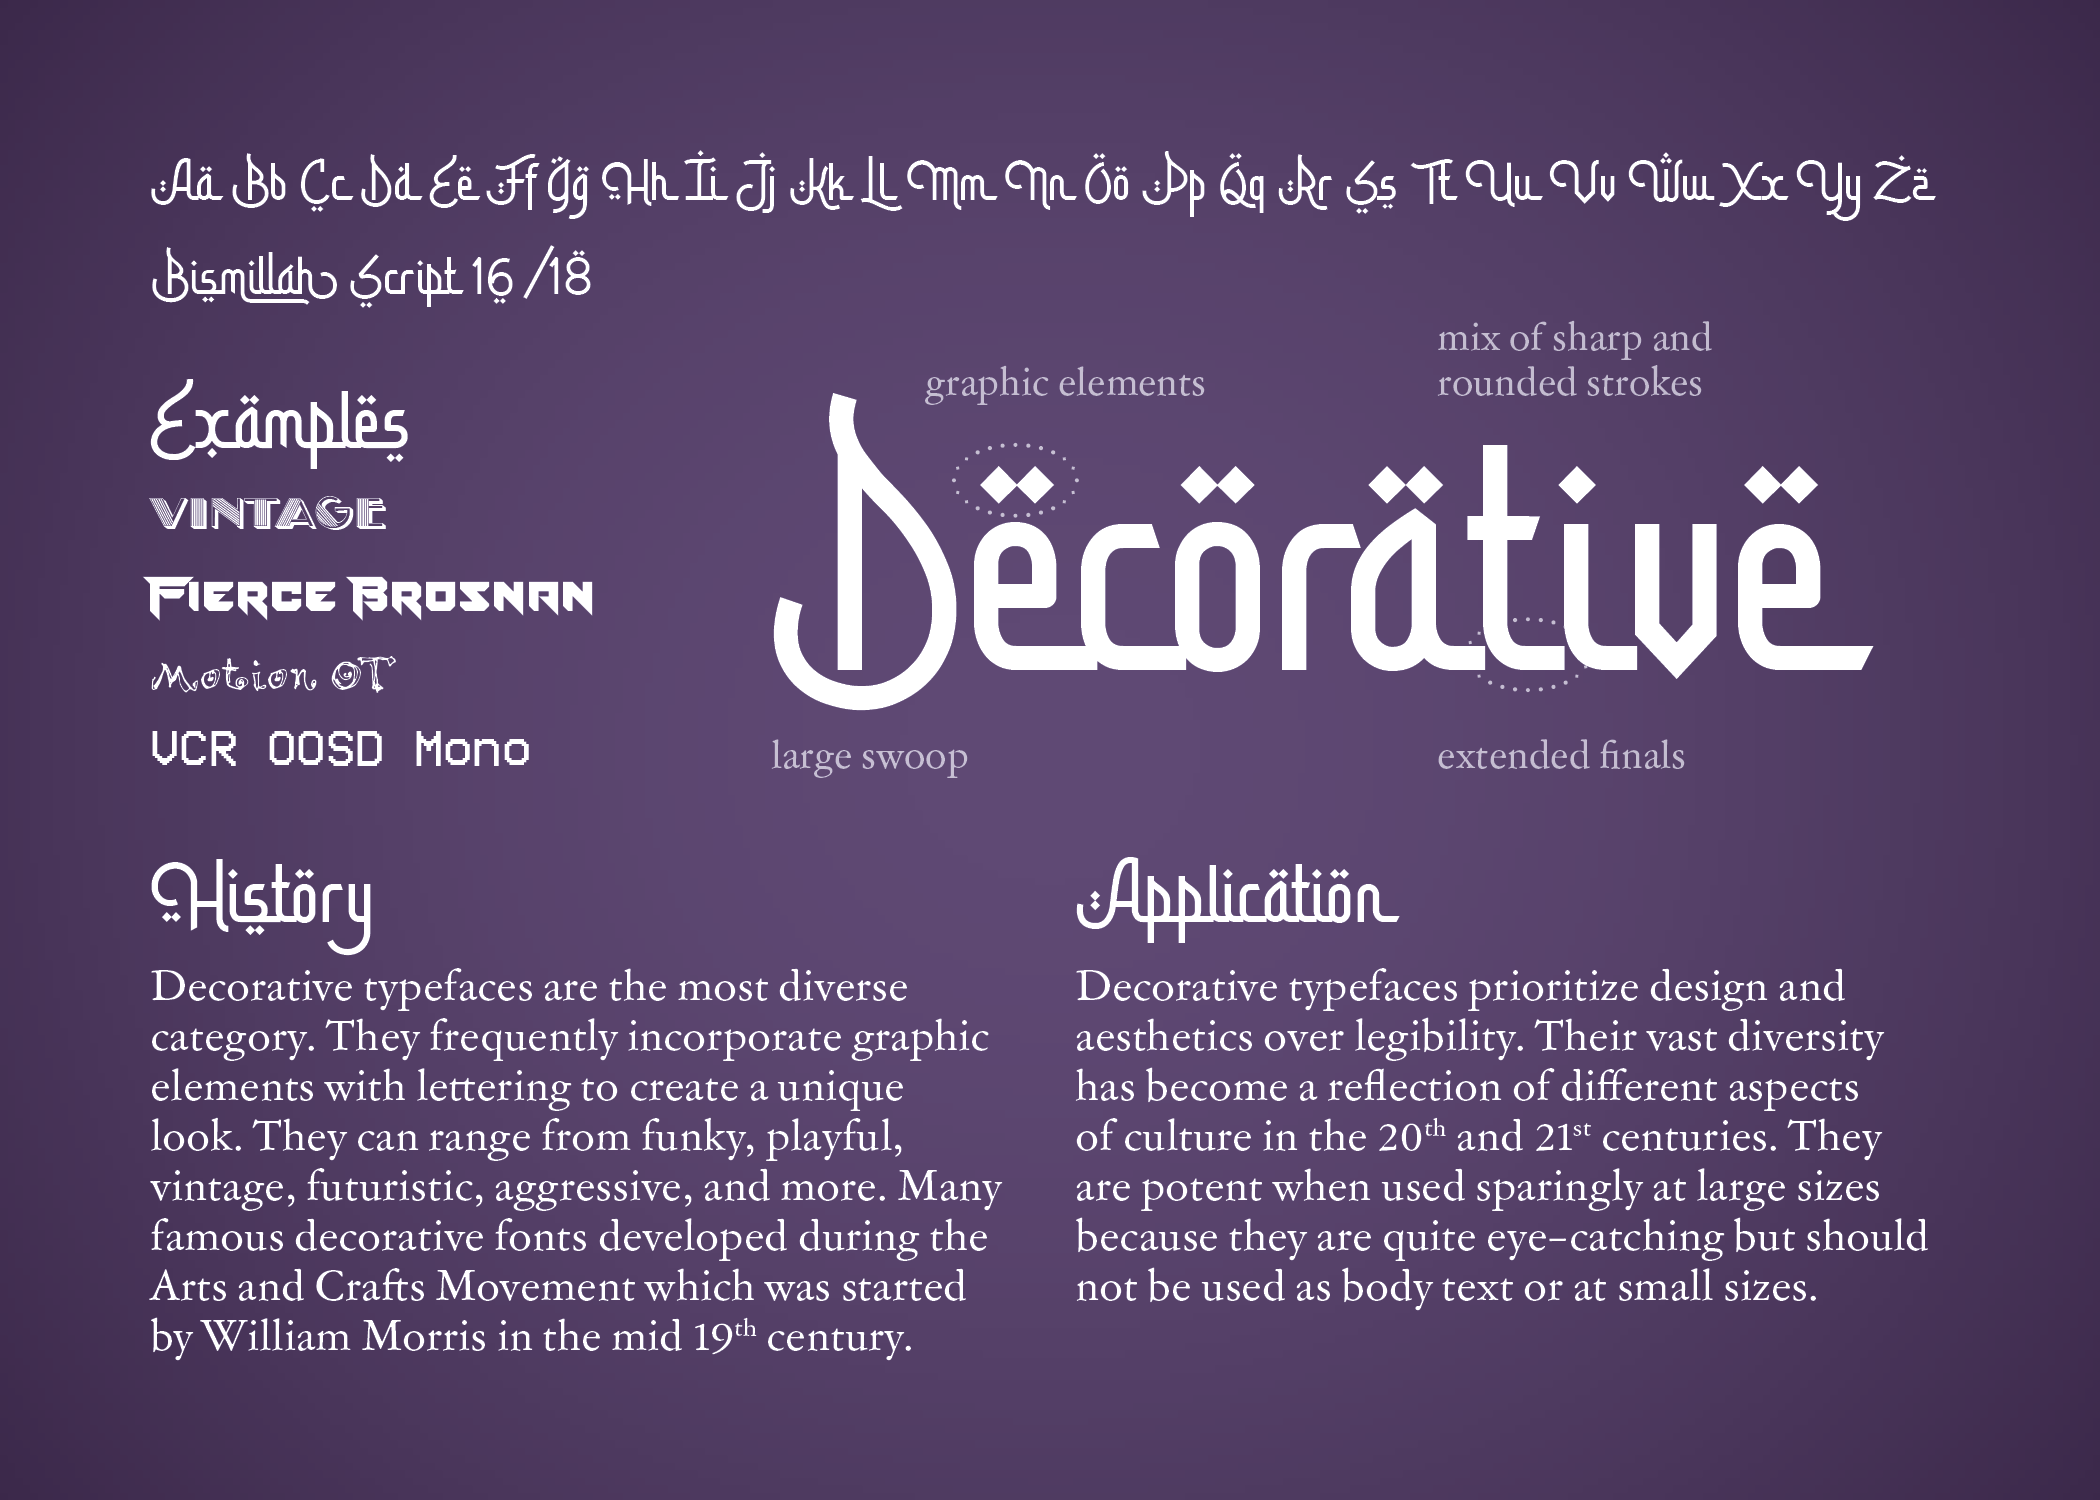 Aa Bb Cc Dd Ee Ff Gg Hh Ii Jj Kk Ll Mm Nn Oo Pp Qq Rr Ss Tt Uu Vv Ww Xx Yy Zz
Bismillah Script 16 /18
Examples
VINTAGE
FIERCE BROSNAN
Motion OT
VCR OOSD Mono
graphic elements
mix of sharp and
rounded strokes
Decorative
large swoop
extended finals
History
Decorative typefaces are the most diverse
category. They frequently incorporate graphic
elements with lettering to create a unique
look. They can range from funky, playful,
vintage, futuristic, aggressive, and more. Many
famous decorative fonts developed during the
Arts and Crafts Movement which was started
by William Morris in the mid 19th century.
Application
Decorative typefaces prioritize design and
aesthetics over legibility. Their vast diversity
has become a reflection of different aspects
of culture in the 20th and 21st centuries. They
are potent when used sparingly at large sizes
because they are quite eye-catching but should
not be used as body text or at small sizes.